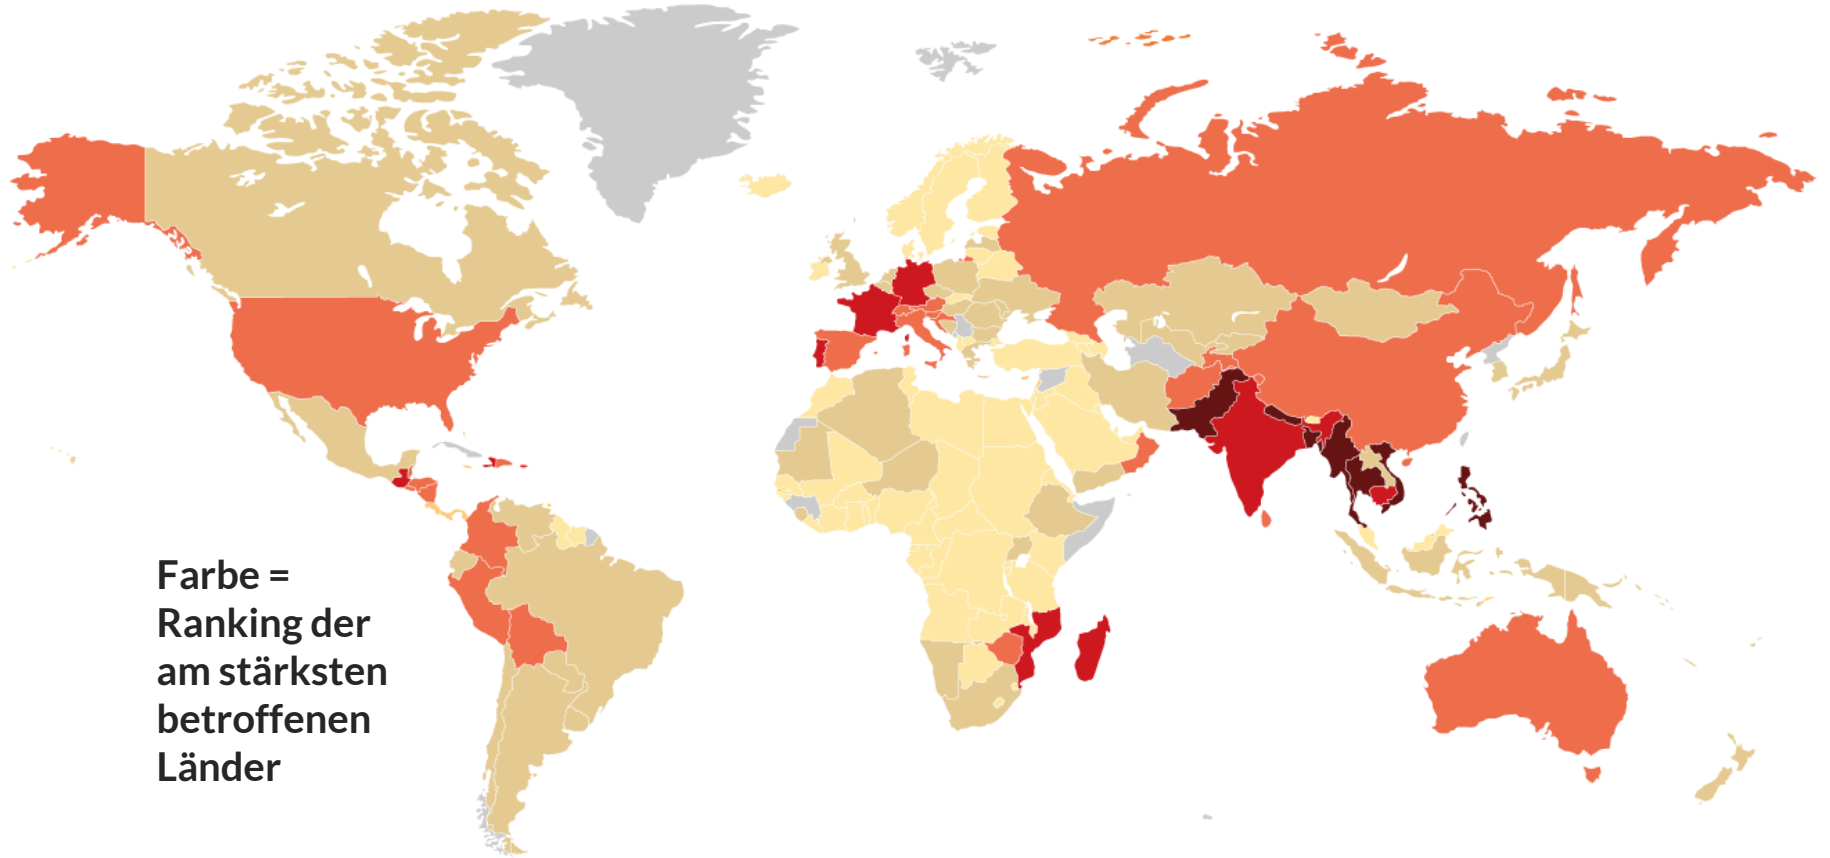 Farbe =
Ranking der
am stärksten
betroffenen
Länder